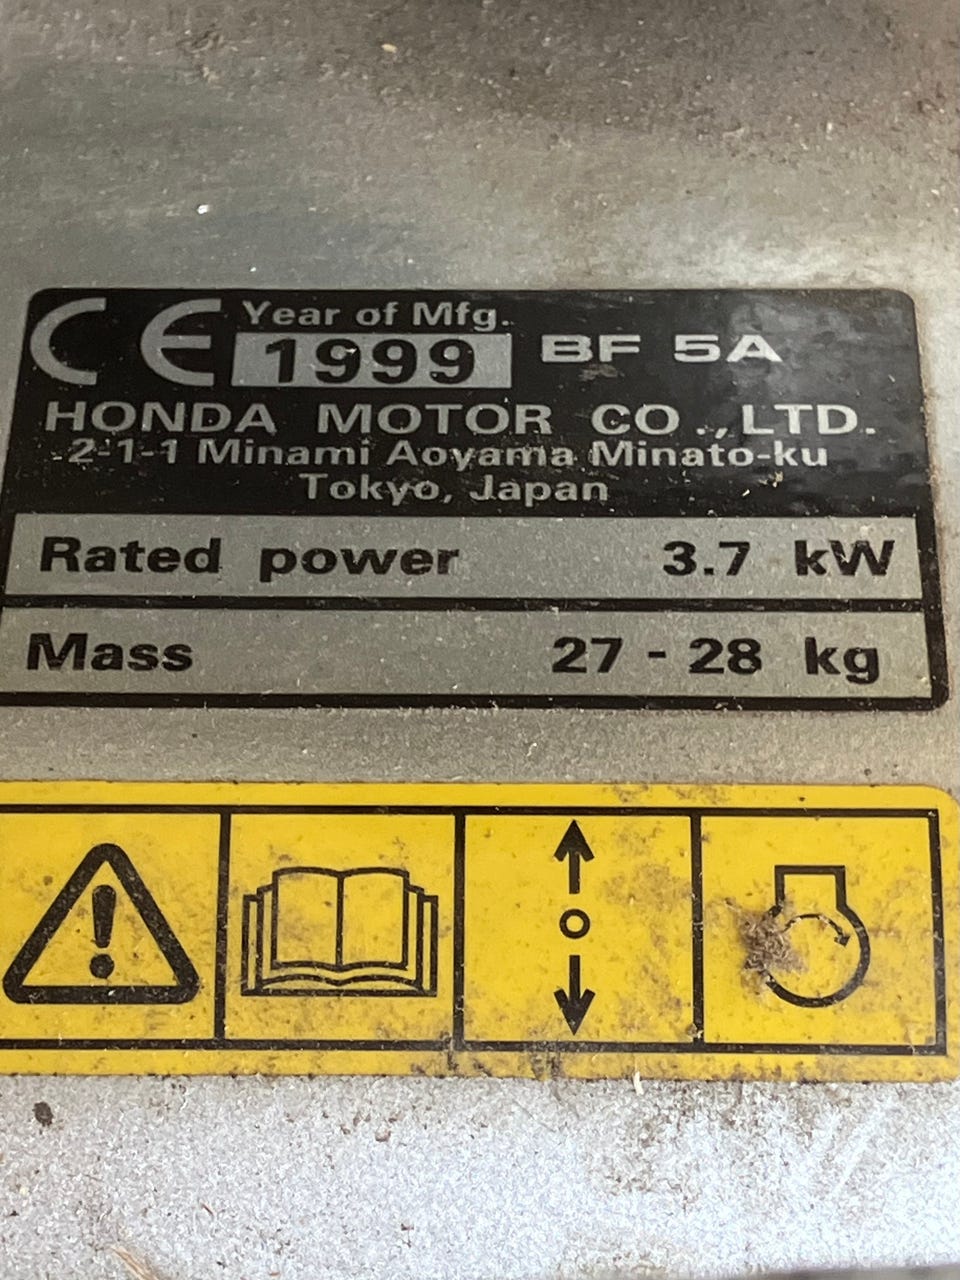 CE Year of Mfg.
1999 BF 5A
HONDA MOTOR CO., LTD.
2-1-1 Minami Aoyama Minato-ku
Tokyo, Japan
Rated power 3.7 kW
Mass 27 - 28 kg